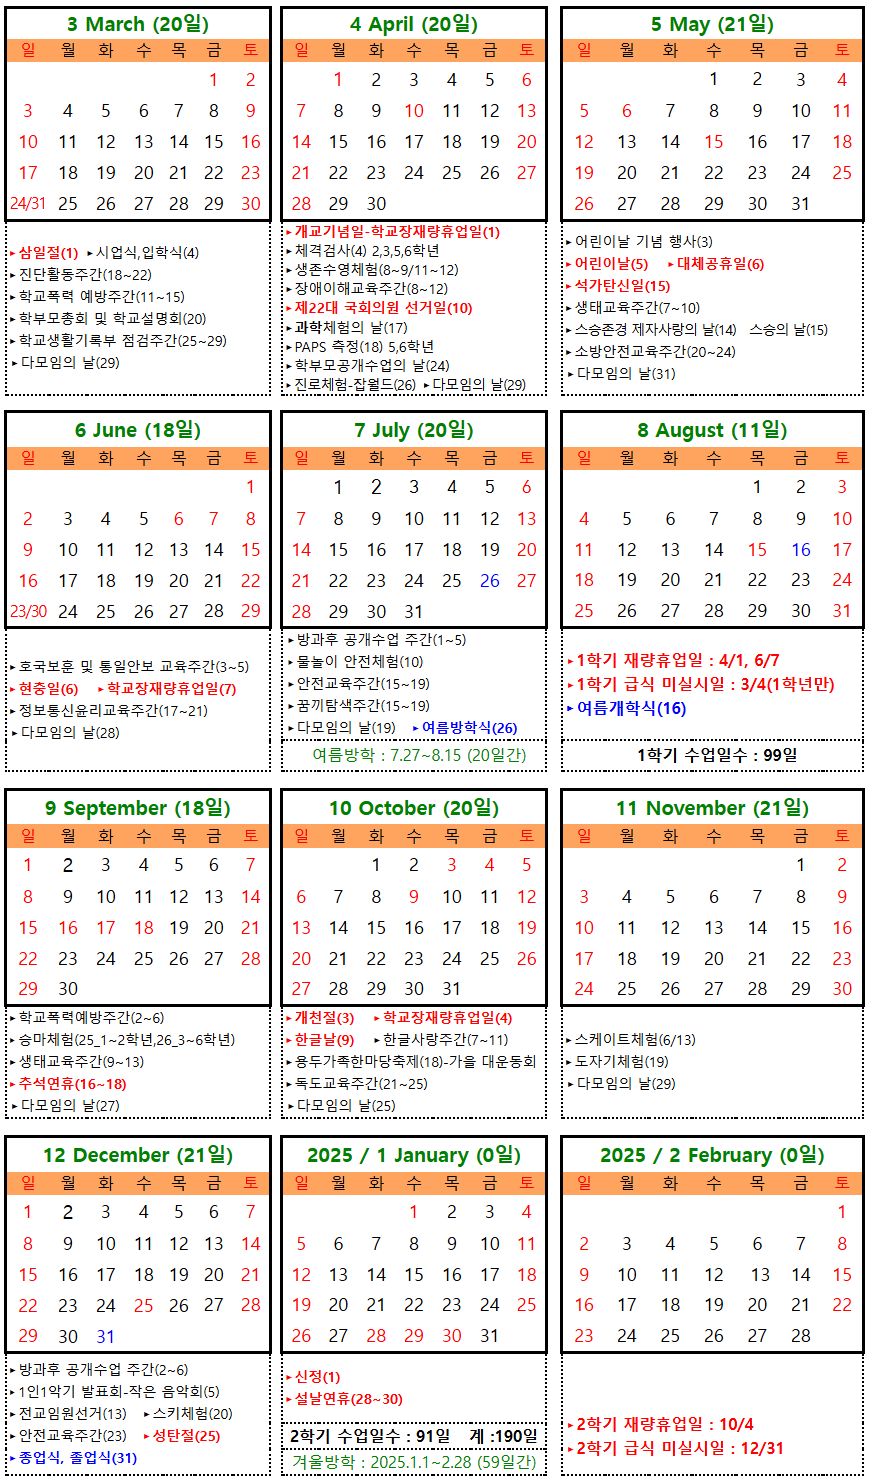 3 March (20일)
일 월 화 수 목 금 토
1 2
3 4 5 6 7 8 9
10 11 12 13 14 15 16
17 18 19 20 21 22 23
24/31 25 26 27 28 29 30
▸삼일절(1) ▸시업식,입학식(4)
▸진단활동주간(18~22)
▸학교폭력 예방주간(11~15)
▸학부모총회 및 학교설명회(20)
▸학교생활기록부 점검주간(25~29)
▸다모임의 날(29)
4 April (20일)
일 월 화 수 목 금 토
1 2 3 4 5 6
7 8 9 10 11 12 13
14 15 16 17 18 19 20
21 22 23 24 25 26 27
28 29 30
▸개교기념일-학교장재량휴업일(1)
▸체격검사(4) 2,3,5,6학년
▸생존수영체험(8~9/11~12)
▸장애이해교육주간(8~12)
▸제22대 국회의원 선거일(10)
▸과학체험의 날(17)
▸PAPS 측정(18) 5,6학년
▸학부모공개수업의 날(24)
▸진로체험-잡월드(26) ▸다모임의 날(29)
5 May (21일)
일 월 화 수 목 금 토
1 2 3 4
5 6 7 8 9 10 11
12 13 14 15 16 17 18
19 20 21 22 23 24 25
26 27 28 29 30 31
▸어린이날 기념 행사(3)
▸어린이날(5) ▸대체공휴일(6)
▸석가탄신일(15)
▸생태교육주간(7~10)
▸스승존경 제자사랑의 날(14) 스승의 날(15)
▸소방안전교육주간(20~24)
▸다모임의 날(31)
6 June (18일)
일 월 화 수 목 금 토
1
2 3 4 5 6 7 8
9 10 11 12 13 14 15
16 17 18 19 20 21 22
23/30 24 25 26 27 28 29
▸호국보훈 및 통일안보 교육주간(3~5)
▸현충일(6) ▸학교장재량휴업일(7)
▸정보통신윤리교육주간(17~21)
▸다모임의 날(28)
7 July (20일)
일 월 화 수 목 금 토
1 2 3 4 5 6
7 8 9 10 11 12 13
14 15 16 17 18 19 20
21 22 23 24 25 26 27
28 29 30 31
▸방과후 공개수업 주간(1~5)
▸물놀이 안전체험(10)
▸안전교육주간(15~19)
▸꿈끼탐색주간(15~19)
▸다모임의 날(19) ▸여름방학식(26)
여름방학 : 7.27~8.15 (20일간)
8 August (11일)
일 월 화 수 목 금 토
1 2 3
4 5 6 7 8 9 10
11 12 13 14 15 16 17
18 19 20 21 22 23 24
25 26 27 28 29 30 31
▸1학기 재량휴업일 : 4/1, 6/7
▸1학기 급식 미실시일 : 3/4(1학년만)
▸여름개학식(16)
1학기 수업일수 : 99일
9 September (18일)
일 월 화 수 목 금 토
1 2 3 4 5 6 7
8 9 10 11 12 13 14
15 16 17 18 19 20 21
22 23 24 25 26 27 28
29 30
▸학교폭력예방주간(2~6)
▸승마체험(25_1~2학년,26_3~6학년)
▸생태교육주간(9~13)
▸추석연휴(16~18)
▸다모임의 날(27)
10 October (20일)
일 월 화 수 목 금 토
1 2 3 4 5
6 7 8 9 10 11 12
13 14 15 16 17 18 19
20 21 22 23 24 25 26
27 28 29 30 31
▸개천절(3) ▸학교장재량휴업일(4)
▸한글날(9) ▸한글사랑주간(7~11)
▸용두가족한마당축제(18)-가을 대운동회
▸독도교육주간(21~25)
▸다모임의 날(25)
11 November (21일)
일 월 화 수 목 금 토
1 2
3 4 5 6 7 8 9
10 11 12 13 14 15 16
17 18 19 20 21 22 23
24 25 26 27 28 29 30
▸스케이트체험(6/13)
▸도자기체험(19)
▸다모임의 날(29)
12 December (21일)
일 월 화 수 목 금 토
1 2 3 4 5 6 7
8 9 10 11 12 13 14
15 16 17 18 19 20 21
22 23 24 25 26 27 28
29 30 31
▸방과후 공개수업 주간(2~6)
▸1인1악기 발표회-작은 음악회(5)
▸전교임원선거(13) ▸스키체험(20)
▸안전교육주간(23) ▸성탄절(25)
▸종업식, 졸업식(31)
2025 / 1 January (0일)
일 월 화 수 목 금 토
1 2 3 4
5 6 7 8 9 10 11
12 13 14 15 16 17 18
19 20 21 22 23 24 25
26 27 28 29 30 31
▸신정(1)
▸설날연휴(28~30)
2학기 수업일수 : 91일 계 :190일
겨울방학 : 2025.1.1~2.28 (59일간)
2025 / 2 February (0일)
일 월 화 수 목 금 토
1
2 3 4 5 6 7 8
9 10 11 12 13 14 15
16 17 18 19 20 21 22
23 24 25 26 27 28
▸2학기 재량휴업일 : 10/4
▸2학기 급식 미실시일 : 12/31